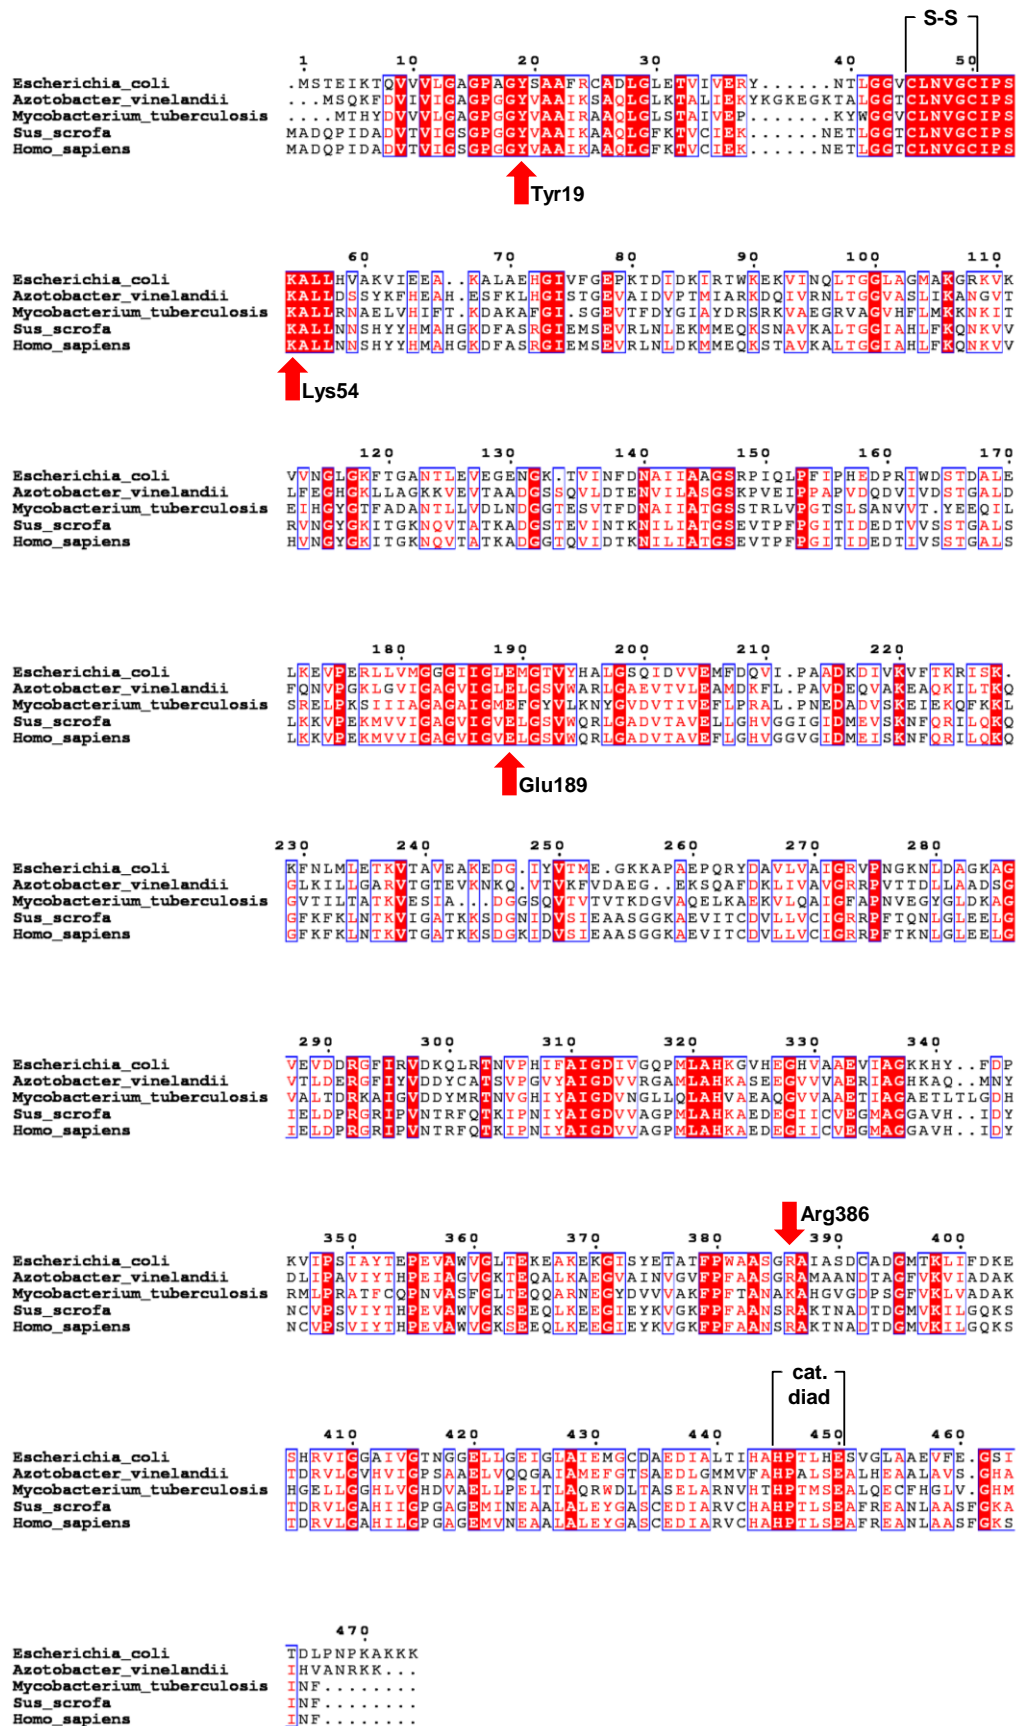 S-S
1 10 20 30 40 50
Escherichia_coli .MSTEIKTQVVVLGAGPAGYSAAFRCADLGLETVIVERY......NTLGGVCLNVGCIPS
Azotobacter_vinelandii ...MSQKFDVIVIGAGPGGYVAAIKSAQLGLKTALIEKYKGKEGKTALGGTCLNVGCIPS
Mycobacterium_tuberculosis ....MTHYDVVVLGAGPGGYVAAIRAAQLGLSTAIVEP.......KYWGGVCLNVGCIPS
Sus_scrofa MADQPIDADVTVIGSGPGGYVAAIKAAQLGFKTVCIEK......NETLGGTCLNVGCIPS
Homo_sapiens MADQPIDADVTVIGSGPGGYVAAIKAAQLGFKTVCIEK......NETLGGTCLNVGCIPS
Tyr19
60 70 80 90 100 110
Escherichia_coli KALLHVAKVIEEA..KALAEHGIVFGEPKTDIDKIRTWKEKVINQLTGGLAGMAKGRKVK
Azotobacter_vinelandii KALLDSSYKFHEAH.ESFKLHGISTGEVAIDVPTMIARKDQIVRNLTGGVASLIKANGVT
Mycobacterium_tuberculosis KALLRNAELVHIFT.KDAKAFGI.SGEVTFDYGIAYDRSRKVAEGRVAGVHFLMKKNKIT
Sus_scrofa KALLNNSHYYHMAHGKDFASRGIEMSEVRLNLEKMMEQKSNAVKALTGGIAHLFKQNKVV
Homo_sapiens KALLNNSHYYHMAHGKDFASRGIEMSEVRLNLDKMMEQKSTAVKALTGGIAHLFKQNKVV
Lys54
120 130 140 150 160 170
Escherichia_coli VVNGLGKFTGANTLEVEGENGK.TVINFDNAIIAAGSRPIQLPFIPHEDPRIWDSTDALE
Azotobacter_vinelandii LFEGHGKLLAGKKVEVTAADGSSQVLDTENVILASGSKPVEIPPAPVDQDVIVDSTGALD
Mycobacterium_tuberculosis EIHGYGTFADANTLLVDLNDGGTESVTFDNAIIATGSSTRLVPGTSLSANVVT.YEEQIL
Sus_scrofa RVNGYGKITGKNQVTATKADGSTEVINTKNILIATGSEVTPFPGITIDEDTVVSSTGALS
Homo_sapiens HVNGYGKITGKNQVTATKADGGTQVIDTKNILIATGSEVTPFPGITIDEDTIVSSTGALS
180 190 200 210 220
Escherichia_coli LKEVPERLLVMGGGIIGLEMGTVYHALGSQIDVVEMFDQVI.PAADKDIVKVFTKRISK.
Azotobacter_vinelandii FQNVPGKLGVIGAGVIGLELGSVWARLGAEVTVLEAMDKFL.PAVDEQVAKEAQKILTKQ
Mycobacterium_tuberculosis SRELPKSIIIAGAGAIGMEFGYVLKNYGVDVTIVEFLPRAL.PNEDADVSKEIEKQFKKL
Sus_scrofa LKKVPEKMVVIGAGVIGVELGSVWQRLGADVTAVELLGHVGGIGIDMEVSKNFQRILQKQ
Homo_sapiens LKKVPEKMVVIGAGVIGVELGSVWQRLGADVTAVEFLGHVGGVGIDMEISKNFQRILQKQ
Glu189
230 240 250 260 270 280
Escherichia_coli KFNLMLETKVTAVEAKEDG.IYVTME.GKKAPAEPQRYDAVLVAIGRVPNGKNLDAGKAG
Azotobacter_vinelandii GLKILLGARVTGTEVKNKQ.VTVKFVDAEG..EKSQAFDKLIVAVGRRPVTTDLLAADSG
Mycobacterium_tuberculosis GVTILTATKVESIA...DGGSQVTVTVTKDGVAQELKAEKVLQAIGFAPNVEGYGLDKAG
Sus_scrofa GFKFKLNTKVIGATKKSDGNIDVSIEAASGGKAEVITCDVLLVCIGRRPFTQNLGLEELG
Homo_sapiens GFKFKLNTKVTGATKKSDGKIDVSIEAASGGKAEVITCDVLLVCIGRRPFTKNLGLEELG
290 300 310 320 330 340
Escherichia_coli VEVDDRGFIRVDKQLRTNVPHIFAIGDIVGQPMLAHKGVHEGHVAAEVIAGKKHY..FDP
Azotobacter_vinelandii VTLDERGFIYVDDYCATSVPGVYAIGDVVRGAMLAHKASEEGVVVAERIAGHKAQ..MNY
Mycobacterium_tuberculosis VALTDRKAIGVDDYMRTNVGHIYAIGDVNGLLQLAHVAEAQGVVAAETIAGAETLTLGDH
Sus_scrofa IELDPRGRIPVNTRFQTKIPNIYAIGDVVAGPMLAHKAEDEGIICVEGMAGGAVH..IDY
Homo_sapiens IELDPRGRIPVNTRFQTKIPNIYAIGDVVAGPMLAHKAEDEGIICVEGMAGGAVH..IDY
Arg386
350 360 370 380 390 400
Escherichia_coli KVIPSIAYTEPEVAWVGLTEKEAKEKGISYETATFPWAASGRAIASDCADGMTKLIFDKE
Azotobacter_vinelandii DLIPAVIYTHPEIAGVGKTEQALKAEGVAINVGVFPFAASGRAMAANDTAGFVKVIADAK
Mycobacterium_tuberculosis RMLPRATFCQPNVASFGLTEQQARNEGYDVVVAKFPFTANAKAHGVGDPSGFVKLVADAK
Sus_scrofa NCVPSVIYTHPEVAWVGKSEEQLKEEGIEYKVGKFPFAANSRAKTNADTDGMVKILGQKS
Homo_sapiens NCVPSVIYTHPEVAWVGKSEEQLKEEGIEYKVGKFPFAANSRAKTNADTDGMVKILGQKS
cat.
diad
410 420 430 440 450 460
Escherichia_coli SHRVIGGAIVGTNGGELLGEIGLAIEMGCDAEDIALTIHAHPTLHESVGLAAEVFE.GSI
Azotobacter_vinelandii TDRVLGVHVIGPSAAELVQQGAIAMEFGTSAEDLGMMVFAHPALSEALHEAALAVS.GHA
Mycobacterium_tuberculosis HGELLGGHLVGHDVAELLPELTLAQRWDLTASELARNVHTHPTMSEALQECFHGLV.GHM
Sus_scrofa TDRVLGAHIIGPGAGEMINEAALALEYGASCEDIARVCHAHPTLSEAFREANLAASFGKA
Homo_sapiens TDRVLGAHILGPGAGEMVNEAALALEYGASCEDIARVCHAHPTLSEAFREANLAASFGKS
470
Escherichia_coli TDLPNPKAKKK
Azotobacter_vinelandii IHVANRKK...
Mycobacterium_tuberculosis INF........
Sus_scrofa INF........
Homo_sapiens INF........